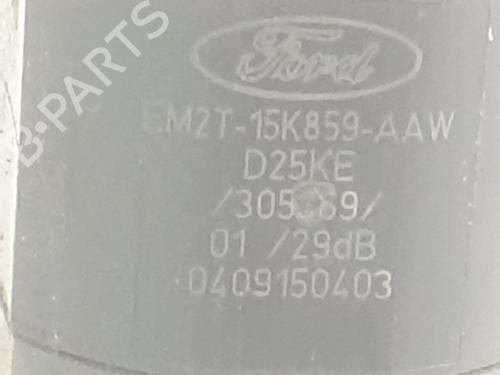 Ford
EM2T-15K859-AAW
D25KE
01 /29dB
0409150403
B-PARTS